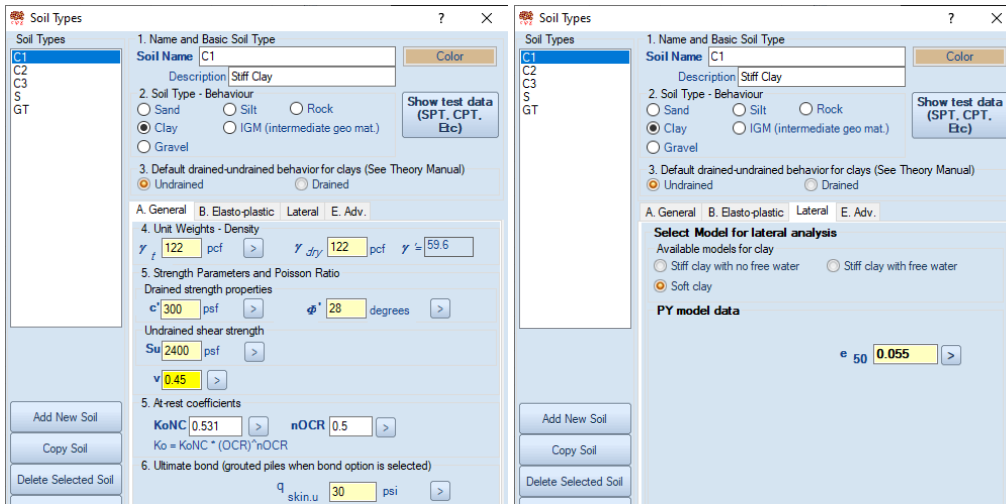 Soil Types
?
Soil Types
C1
C2
C3
S
GT
1. Name and Basic Soil Type
Soil Name C1
Color
Description Stiff Clay
2. Soil Type - Behaviour
Sand Silt Rock
Clay IGM (intermediate geo mat.)
Gravel
Show test data
(SPT, CPT,
Etc)
3. Default drained-undrained behavior for clays (See Theory Manual)
Undrained Drained
A. General B. Elasto-plastic Lateral E. Adv.
4. Unit Weights - Density
γ t 122 pcf > γ dry 122 pcf γ '= 59.6
5. Strength Parameters and Poisson Ratio
Drained strength properties
c' 300 psf > Φ' 28 degrees >
Undrained shear strength
Su 2400 psf >
v 0.45 >
5. At-rest coefficients
KoNC 0.531 > nOCR 0.5 >
Ko = KoNC * (OCR)^nOCR
6. Ultimate bond (grouted piles when bond option is selected)
q skin.u 30 psi >
Add New Soil
Copy Soil
Delete Selected Soil
Soil Types
?
Soil Types
C1
C2
C3
S
GT
1. Name and Basic Soil Type
Soil Name C1
Color
Description Stiff Clay
2. Soil Type - Behaviour
Sand Silt Rock
Clay IGM (intermediate geo mat.)
Gravel
Show test data
(SPT, CPT,
Etc)
3. Default drained-undrained behavior for clays (See Theory Manual)
Undrained Drained
A. General B. Elasto-plastic Lateral E. Adv.
Select Model for lateral analysis
Available models for clay
Stiff clay with no free water Stiff clay with free water
Soft clay
PY model data
e 50 0.055 >
Add New Soil
Copy Soil
Delete Selected Soil